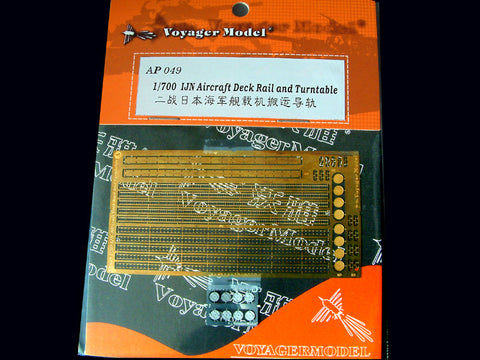 Voyager Model
AP 049
1/700 IJN Aircraft Deck Rail and Turntable
二战日本海军舰载机搬运导轨
VoyagerModel
VOYAGERMODEL